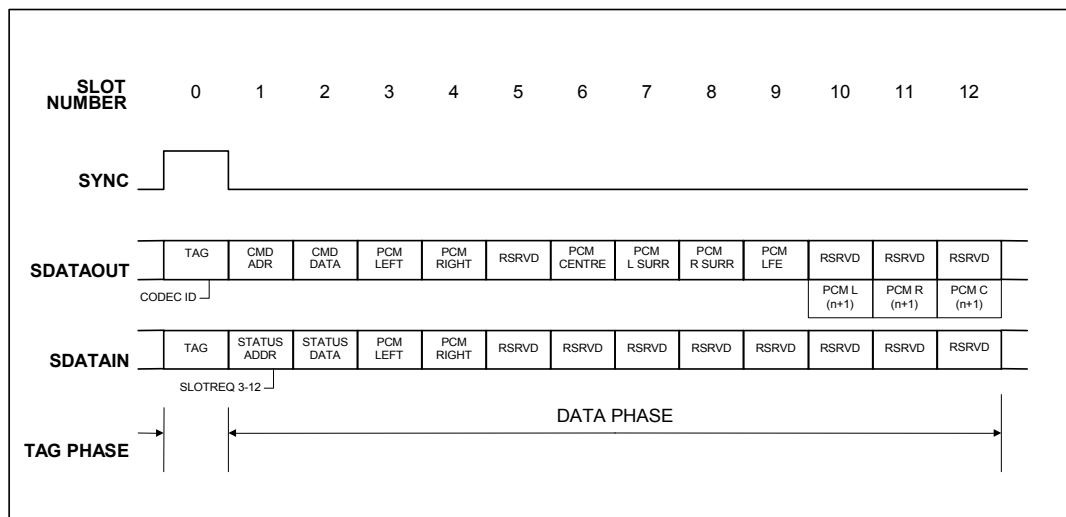 SLOT
NUMBER 0 1 2 3 4 5 6 7 8 9 10 11 12
SYNC
SDATAOUT
TAG
CMD
ADR
CMD
DATA
PCM
LEFT
PCM
RIGHT
RSRVD
PCM
CENTRE
PCM
L SURR
PCM
R SURR
PCM
LFE
RSRVD
RSRVD
RSRVD
CODEC ID
PCM L
(n+1)
PCM R
(n+1)
PCM C
(n+1)
SDATAIN
TAG
STATUS
ADDR
STATUS
DATA
PCM
LEFT
PCM
RIGHT
RSRVD
RSRVD
RSRVD
RSRVD
RSRVD
RSRVD
RSRVD
RSRVD
SLOTREQ 3-12
DATA PHASE
TAG PHASE